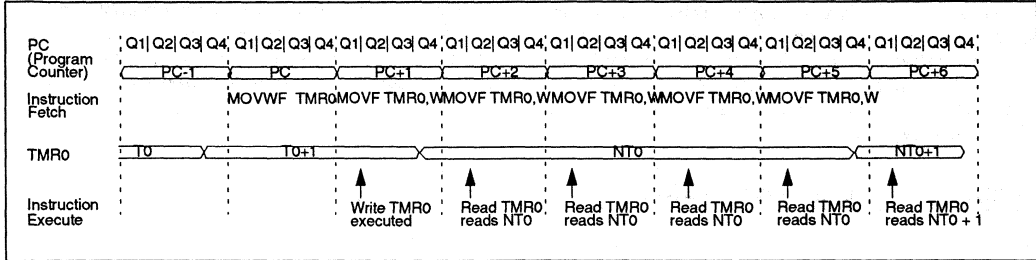 PC Q1| Q2| Q3| Q4 Q1| Q2| Q3| Q4 Q1| Q2| Q3| Q4 Q1| Q2| Q3| Q4 Q1| Q2| Q3| Q4 Q1| Q2| Q3| Q4 Q1| Q2| Q3| Q4 Q1| Q2| Q3| Q4
(Program
Counter) PC-1 PC PC+1 PC+2 PC+3 PC+4 PC+5 PC+6
Instruction MOVWF TMR0 MOVF TMR0,W MOVF TMR0,W MOVF TMR0,W MOVF TMR0,W MOVF TMR0,W
Fetch
TMR0 T0 T0+1 NT0 NT0+1
Instruction Write TMR0 Read TMR0 Read TMR0 Read TMR0 Read TMR0 Read TMR0
Execute executed reads NT0 reads NT0 reads NT0 reads NT0 reads NT0 + 1